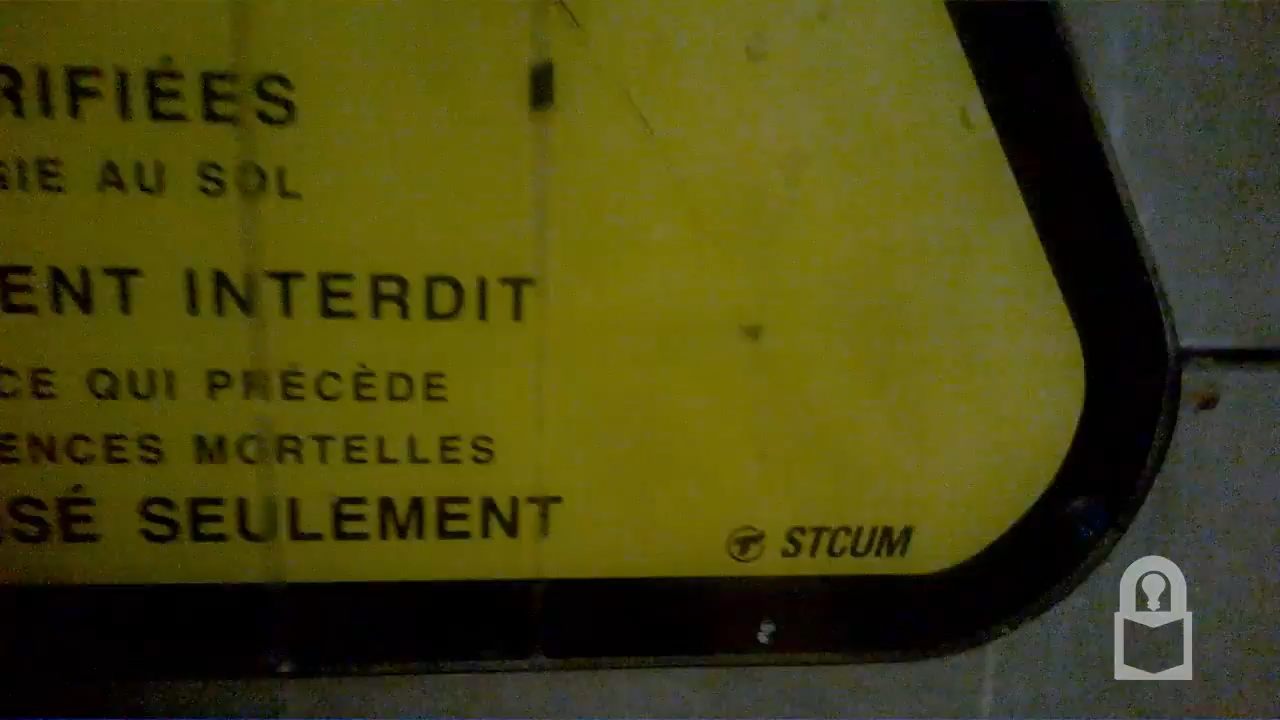 RIFIÉES
GIE AU SOL
ENT INTERDIT
CE QUI PRÉCÈDE
ENCES MORTELLES
SÉ SEULEMENT
STCUM